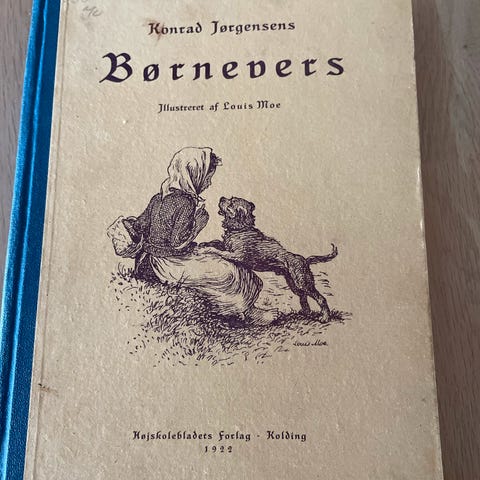 Konrad Jørgensens
Børnevers
Illustreret af Louis Moe
Louis Moe
Højskolebladets Forlag - Kolding
1922